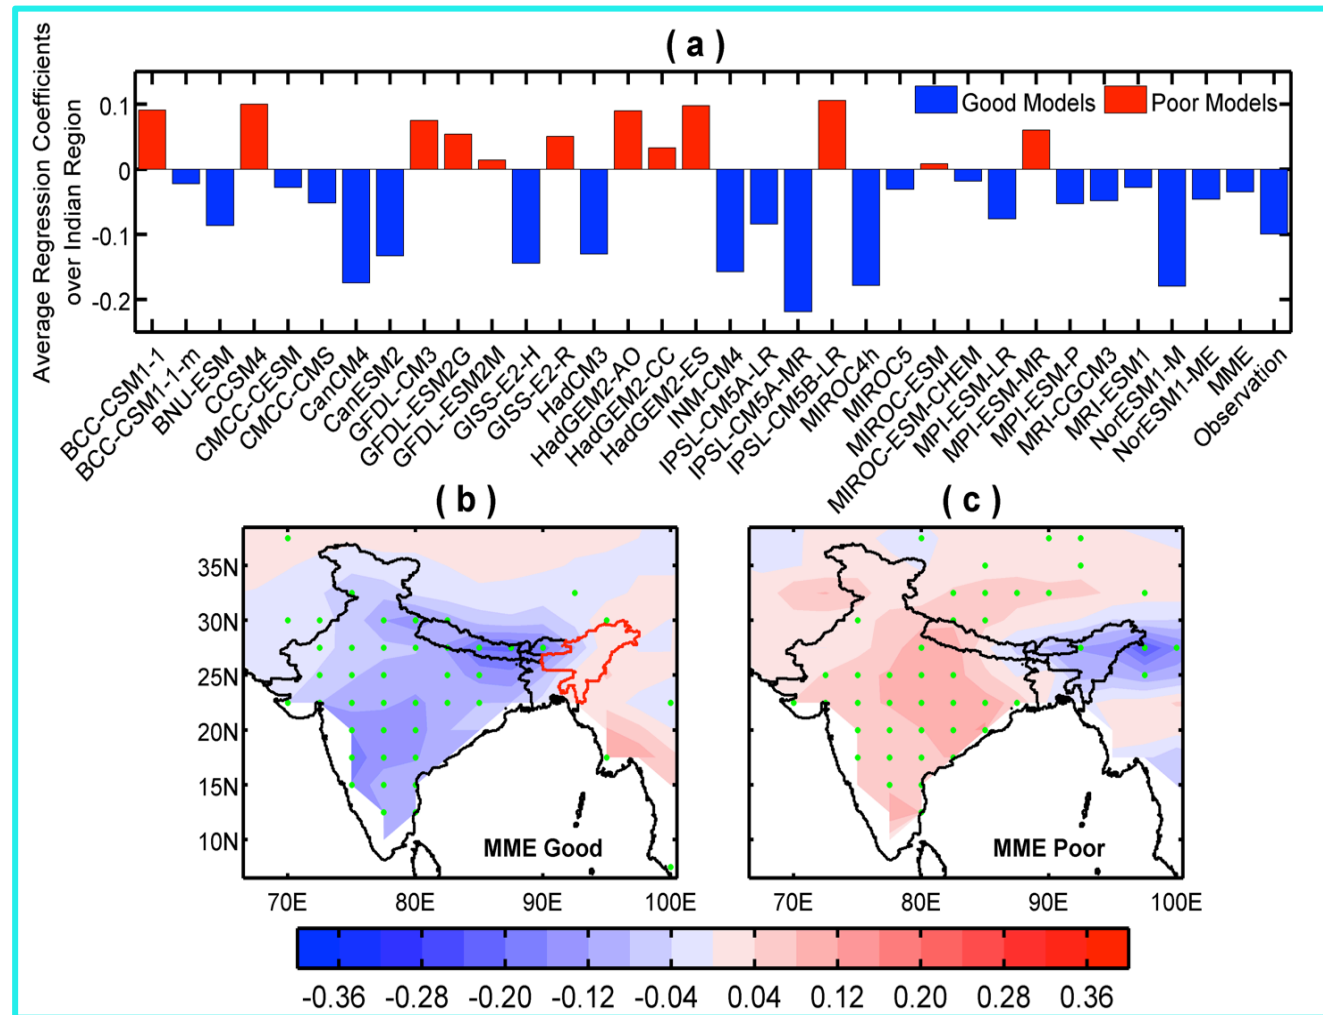 ( a )
Average Regression Coefficients
over Indian Region
0.1
0
-0.1
-0.2
Good Models
Poor Models
BCC-CSM1-1
BCC-CSM1-1-m
BNU-ESM
CCSM4
CMCC-CESM
CMCC-CMS
CanCM4
CanESM2
GFDL-CM3
GFDL-ESM2G
GFDL-ESM2M
GISS-E2-H
GISS-E2-R
HadCM3
HadGEM2-AO
HadGEM2-CC
HadGEM2-ES
INM-CM4
IPSL-CM5A-LR
IPSL-CM5A-MR
IPSL-CM5B-LR
MIROC4h
MIROC5
MIROC-ESM
MIROC-ESM-CHEM
MPI-ESM-LR
MPI-ESM-MR
MPI-ESM-P
MRI-CGCM3
MRI-ESM1
NorESM1-M
NorESM11-ME
MME
Observation
( b )
35N
30N
25N
20N
15N
10N
MME Good
70E 80E 90E 100E
( c )
MME Poor
70E 80E 90E 100E
-0.36 -0.28 -0.20 -0.12 -0.04 0.04 0.12 0.20 0.28 0.36